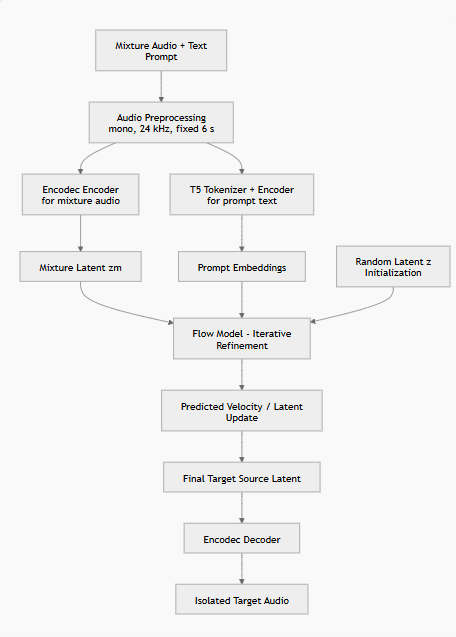 Mixture Audio + Text
Prompt
Audio Preprocessing
mono, 24 kHz, fixed 6 s
Encodec Encoder
for mixture audio
T5 Tokenizer + Encoder
for prompt text
Mixture Latent zm
Prompt Embeddings
Random Latent z
Initialization
Flow Model - Iterative
Refinement
Predicted Velocity / Latent
Update
Final Target Source Latent
Encodec Decoder
Isolated Target Audio